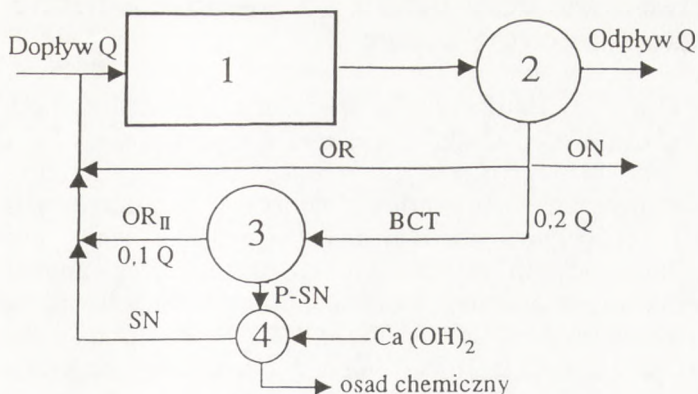 Dopływ Q
1
2
Odpływ Q
OR
ON
OR_II
0,1 Q
3
BCT
0,2 Q
P-SN
SN
4
Ca (OH)₂
osad chemiczny